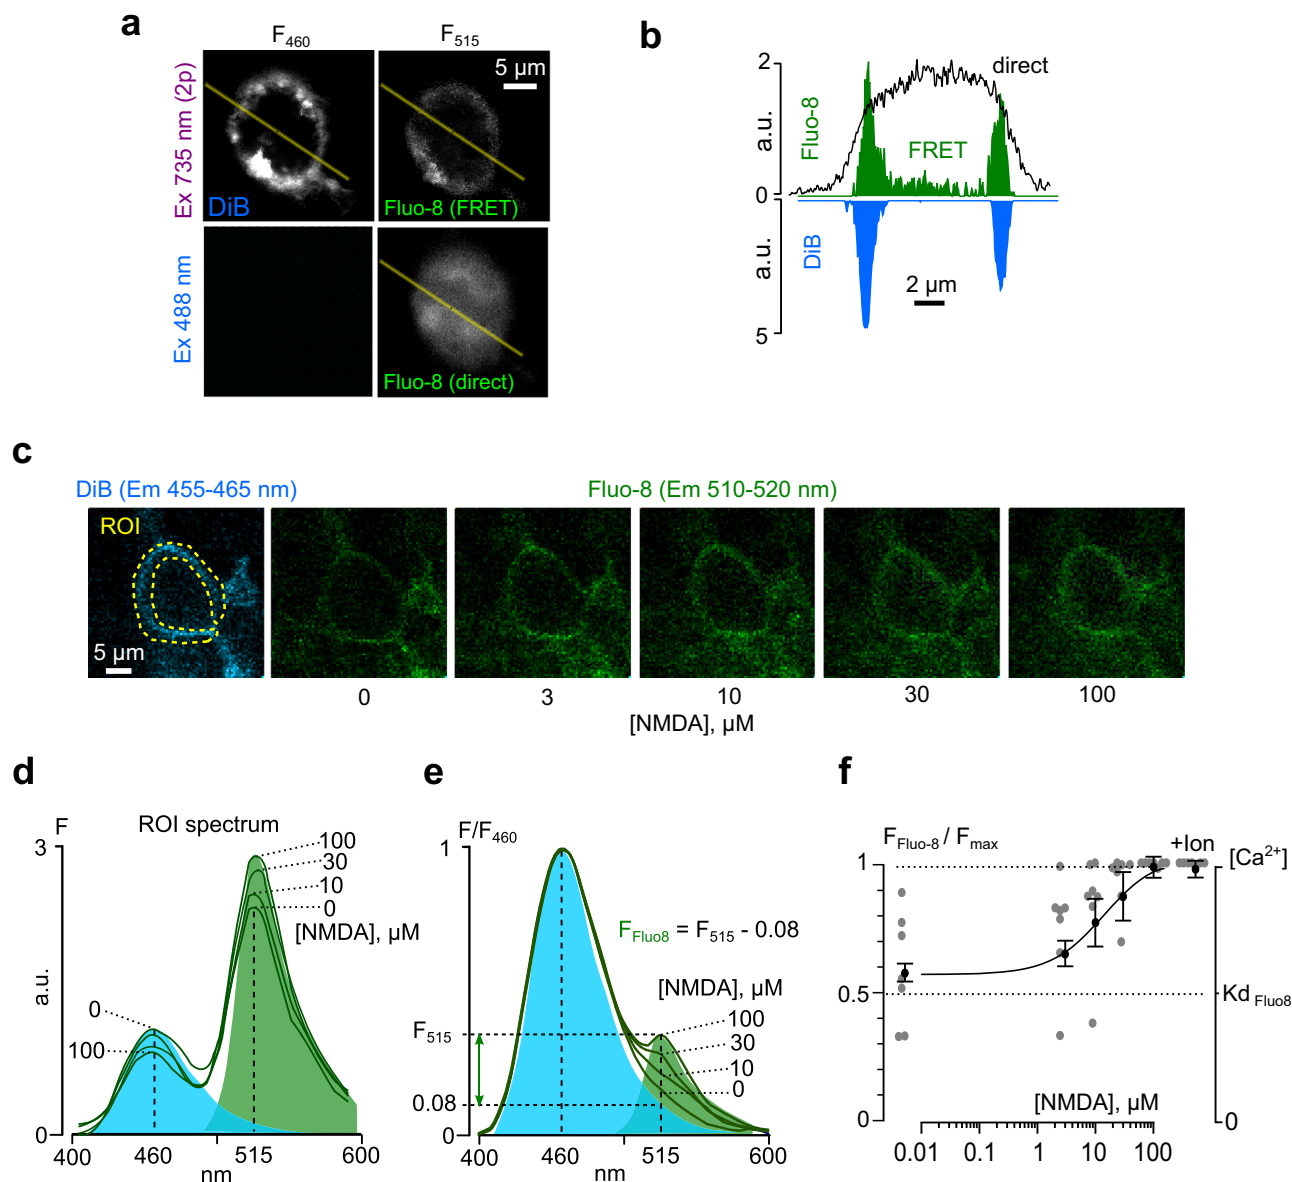 a
F460
F515
Ex 735 nm (2p)
5 µm
DiB
Fluo-8 (FRET)
Ex 488 nm
Fluo-8 (direct)
b
2
direct
a.u.
Fluo-8
FRET
0
a.u.
DiB
2 µm
5
c
DiB (Em 455-465 nm)
Fluo-8 (Em 510-520 nm)
ROI
5 µm
0
3
10
30
100
[NMDA], µM
d
F
ROI spectrum
3
100
30
10
0
[NMDA], µM
a.u.
0
100
0
400
460
515
600
nm
e
F/F460
1
FFluo8 = F515 - 0.08
[NMDA], µM
F515
100
30
10
0
0.08
0
400
460
515
600
nm
f
FFluo-8 / Fmax
+Ion
[Ca2+]
1
0.5
Kd Fluo8
[NMDA], µM
0
0
0.01
0.1
1
10
100